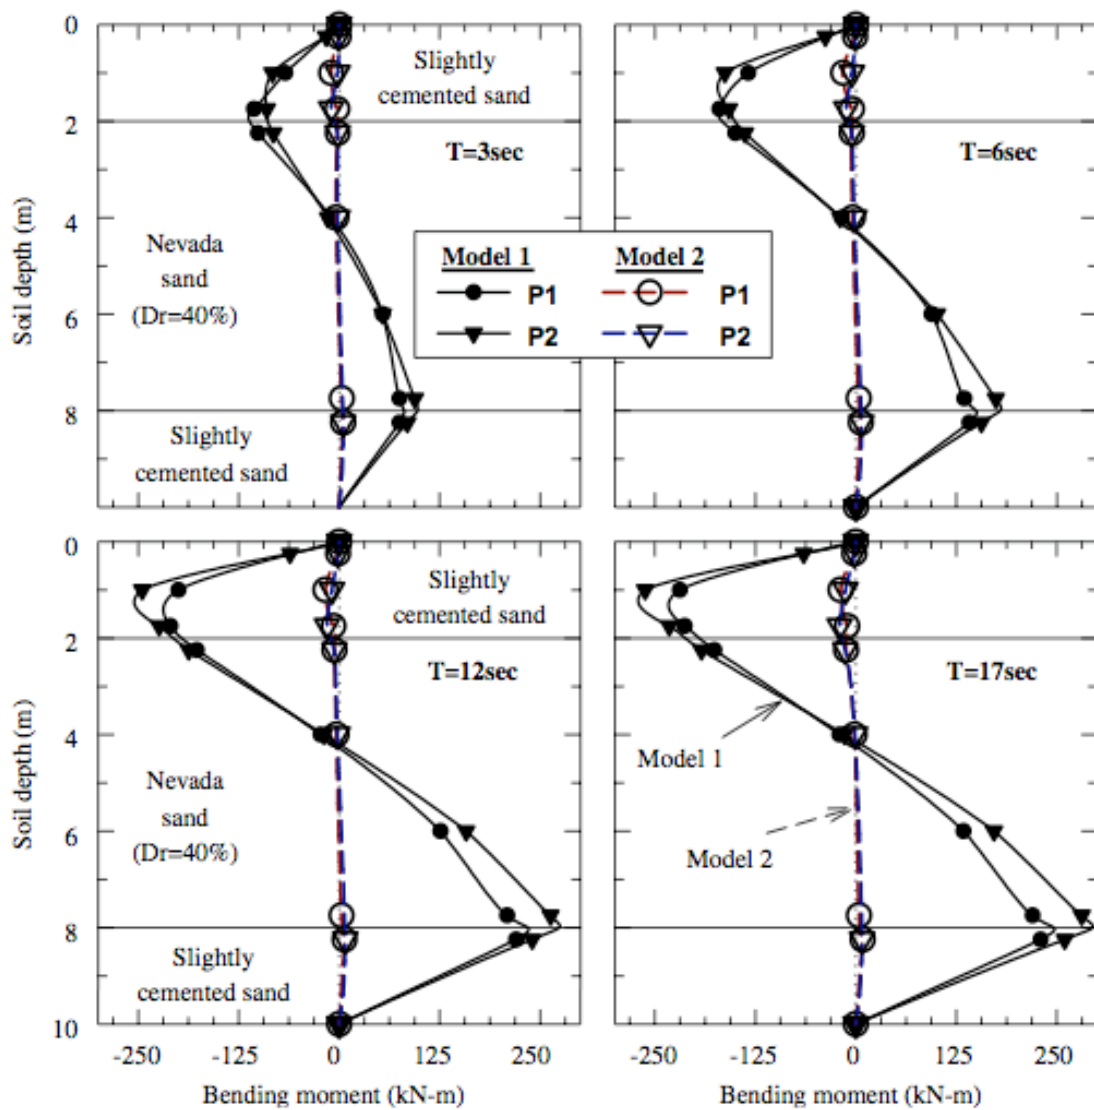 0
2
4
6
8
Soil depth (m)
Slightly
cemented sand
T=3sec
Nevada
sand
(Dr=40%)
Slightly
cemented sand
T=6sec
Model 1 Model 2
P1 P1
P2 P2
0
2
4
6
8
10
Soil depth (m)
Slightly
cemented sand
T=12sec
Nevada
sand
(Dr=40%)
Slightly
cemented sand
-250 -125 0 125 250
Bending moment (kN-m)
T=17sec
Model 1
Model 2
-250 -125 0 125 250
Bending moment (kN-m)